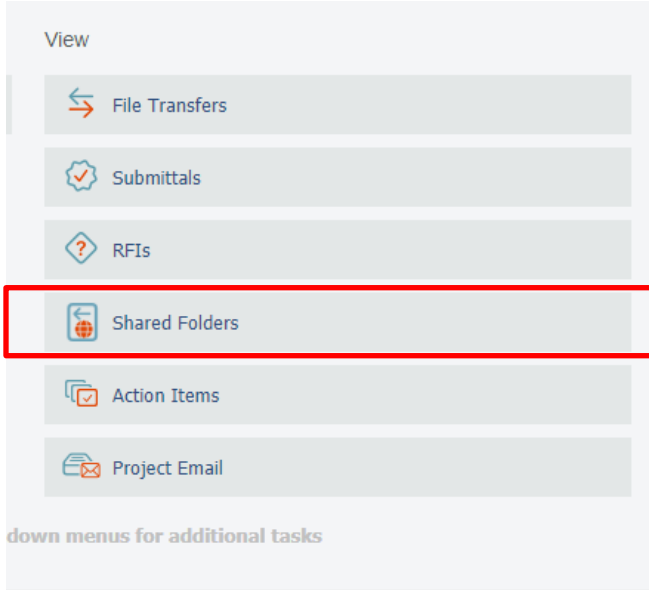 View
File Transfers
Submittals
RFIs
Shared Folders
Action Items
Project Email
down menus for additional tasks